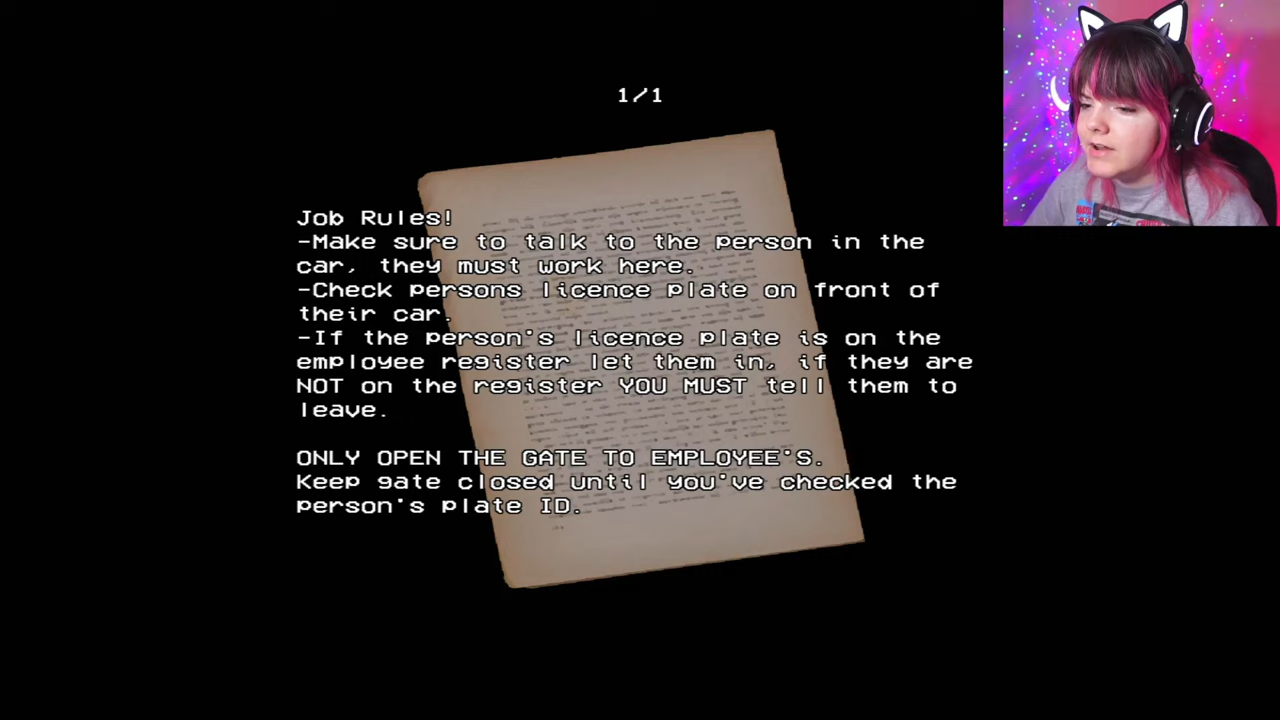 1/1
Job Rules!
-Make sure to talk to the person in the
car, they must work here.
-Check persons licence plate on front of
their car.
-If the person's licence plate is on the
employee register let them in, if they are
NOT on the register YOU MUST tell them to
leave.
ONLY OPEN THE GATE TO EMPLOYEE'S.
Keep gate closed until you've checked the
person's plate ID.